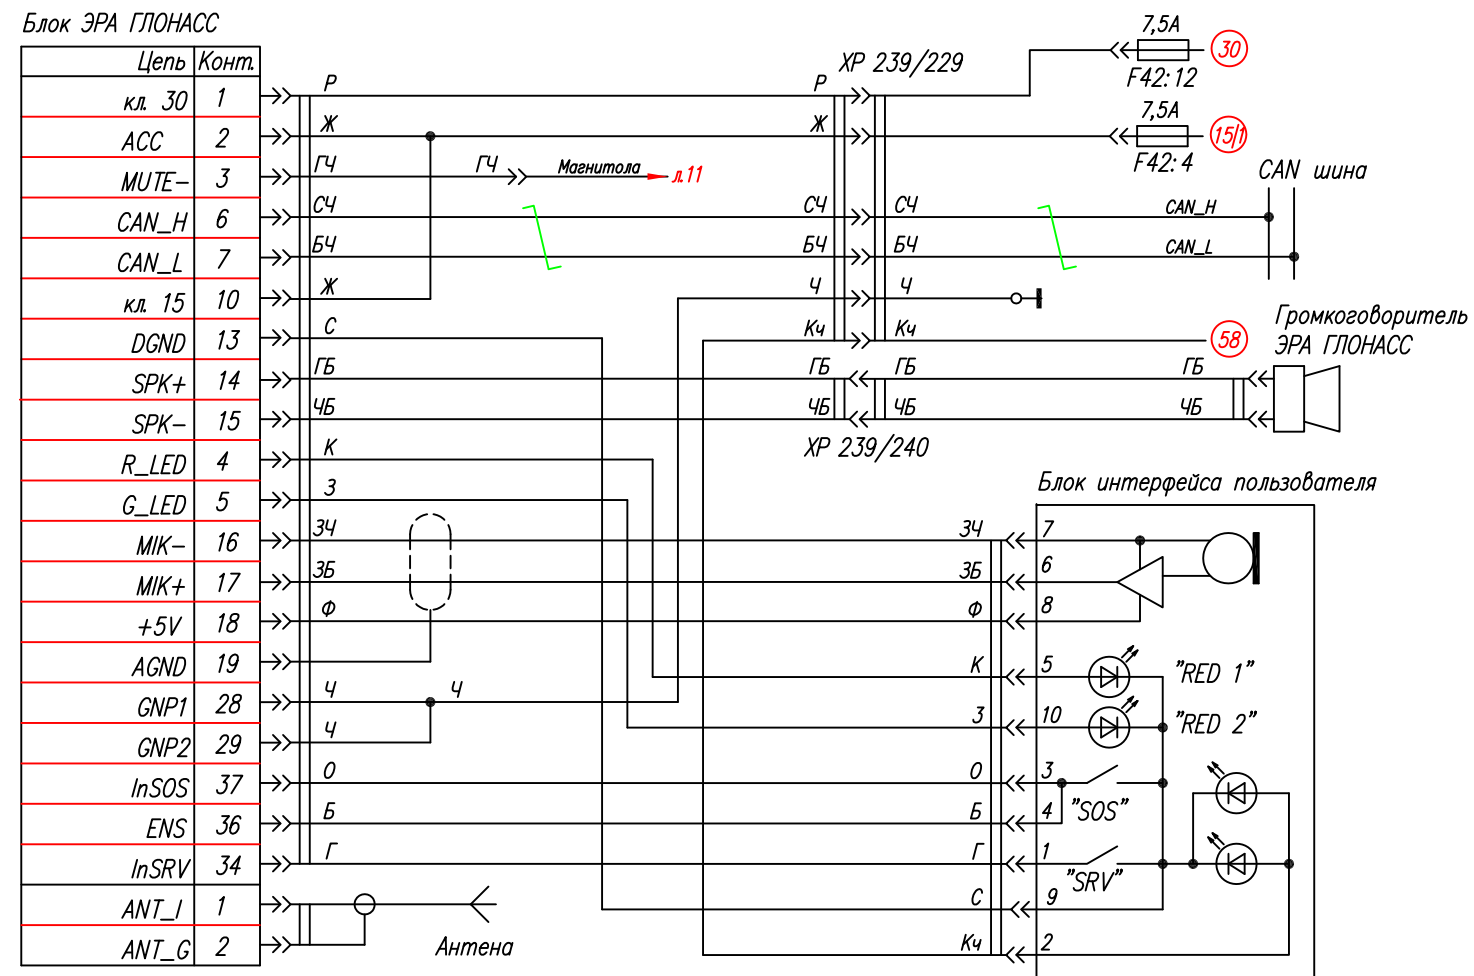 Блок ЭРА ГЛОНАСС
Цепь Конт.
кл. 30 1
ACC 2
MUTE- 3
CAN_H 6
CAN_L 7
кл. 15 10
DGND 13
SPK+ 14
SPK- 15
R_LED 4
G_LED 5
MIK- 16
MIK+ 17
+5V 18
AGND 19
GNP1 28
GNP2 29
InSOS 37
ENS 36
InSRV 34
ANT_I 1
ANT_G 2
Р
Ж
ГЧ
СЧ
БЧ
Ж
С
ГБ
ЧБ
К
З
ЗЧ
ЗБ
Ф
Ч
Ч
Ч
О
Б
Г
Антена
ГЧ
Магнитола
л.11
ХР 239/229
Р
Ж
СЧ СЧ
БЧ БЧ
Ч Ч
Кч Кч
ГБ ГБ
ЧБ ЧБ
ХР 239/240
7,5А
30
F42:12
7,5А
15/1
F42:4
CAN шина
CAN_H
CAN_L
58
Громкоговоритель
ЭРА ГЛОНАСС
ГБ
ЧБ
Блок интерфейса пользователя
ЗЧ 7
ЗБ 6
Ф 8
К 5 "RED 1"
З 10 "RED 2"
О 3
"SOS"
Б 4
Г 1
"SRV"
С 9
Кч 2